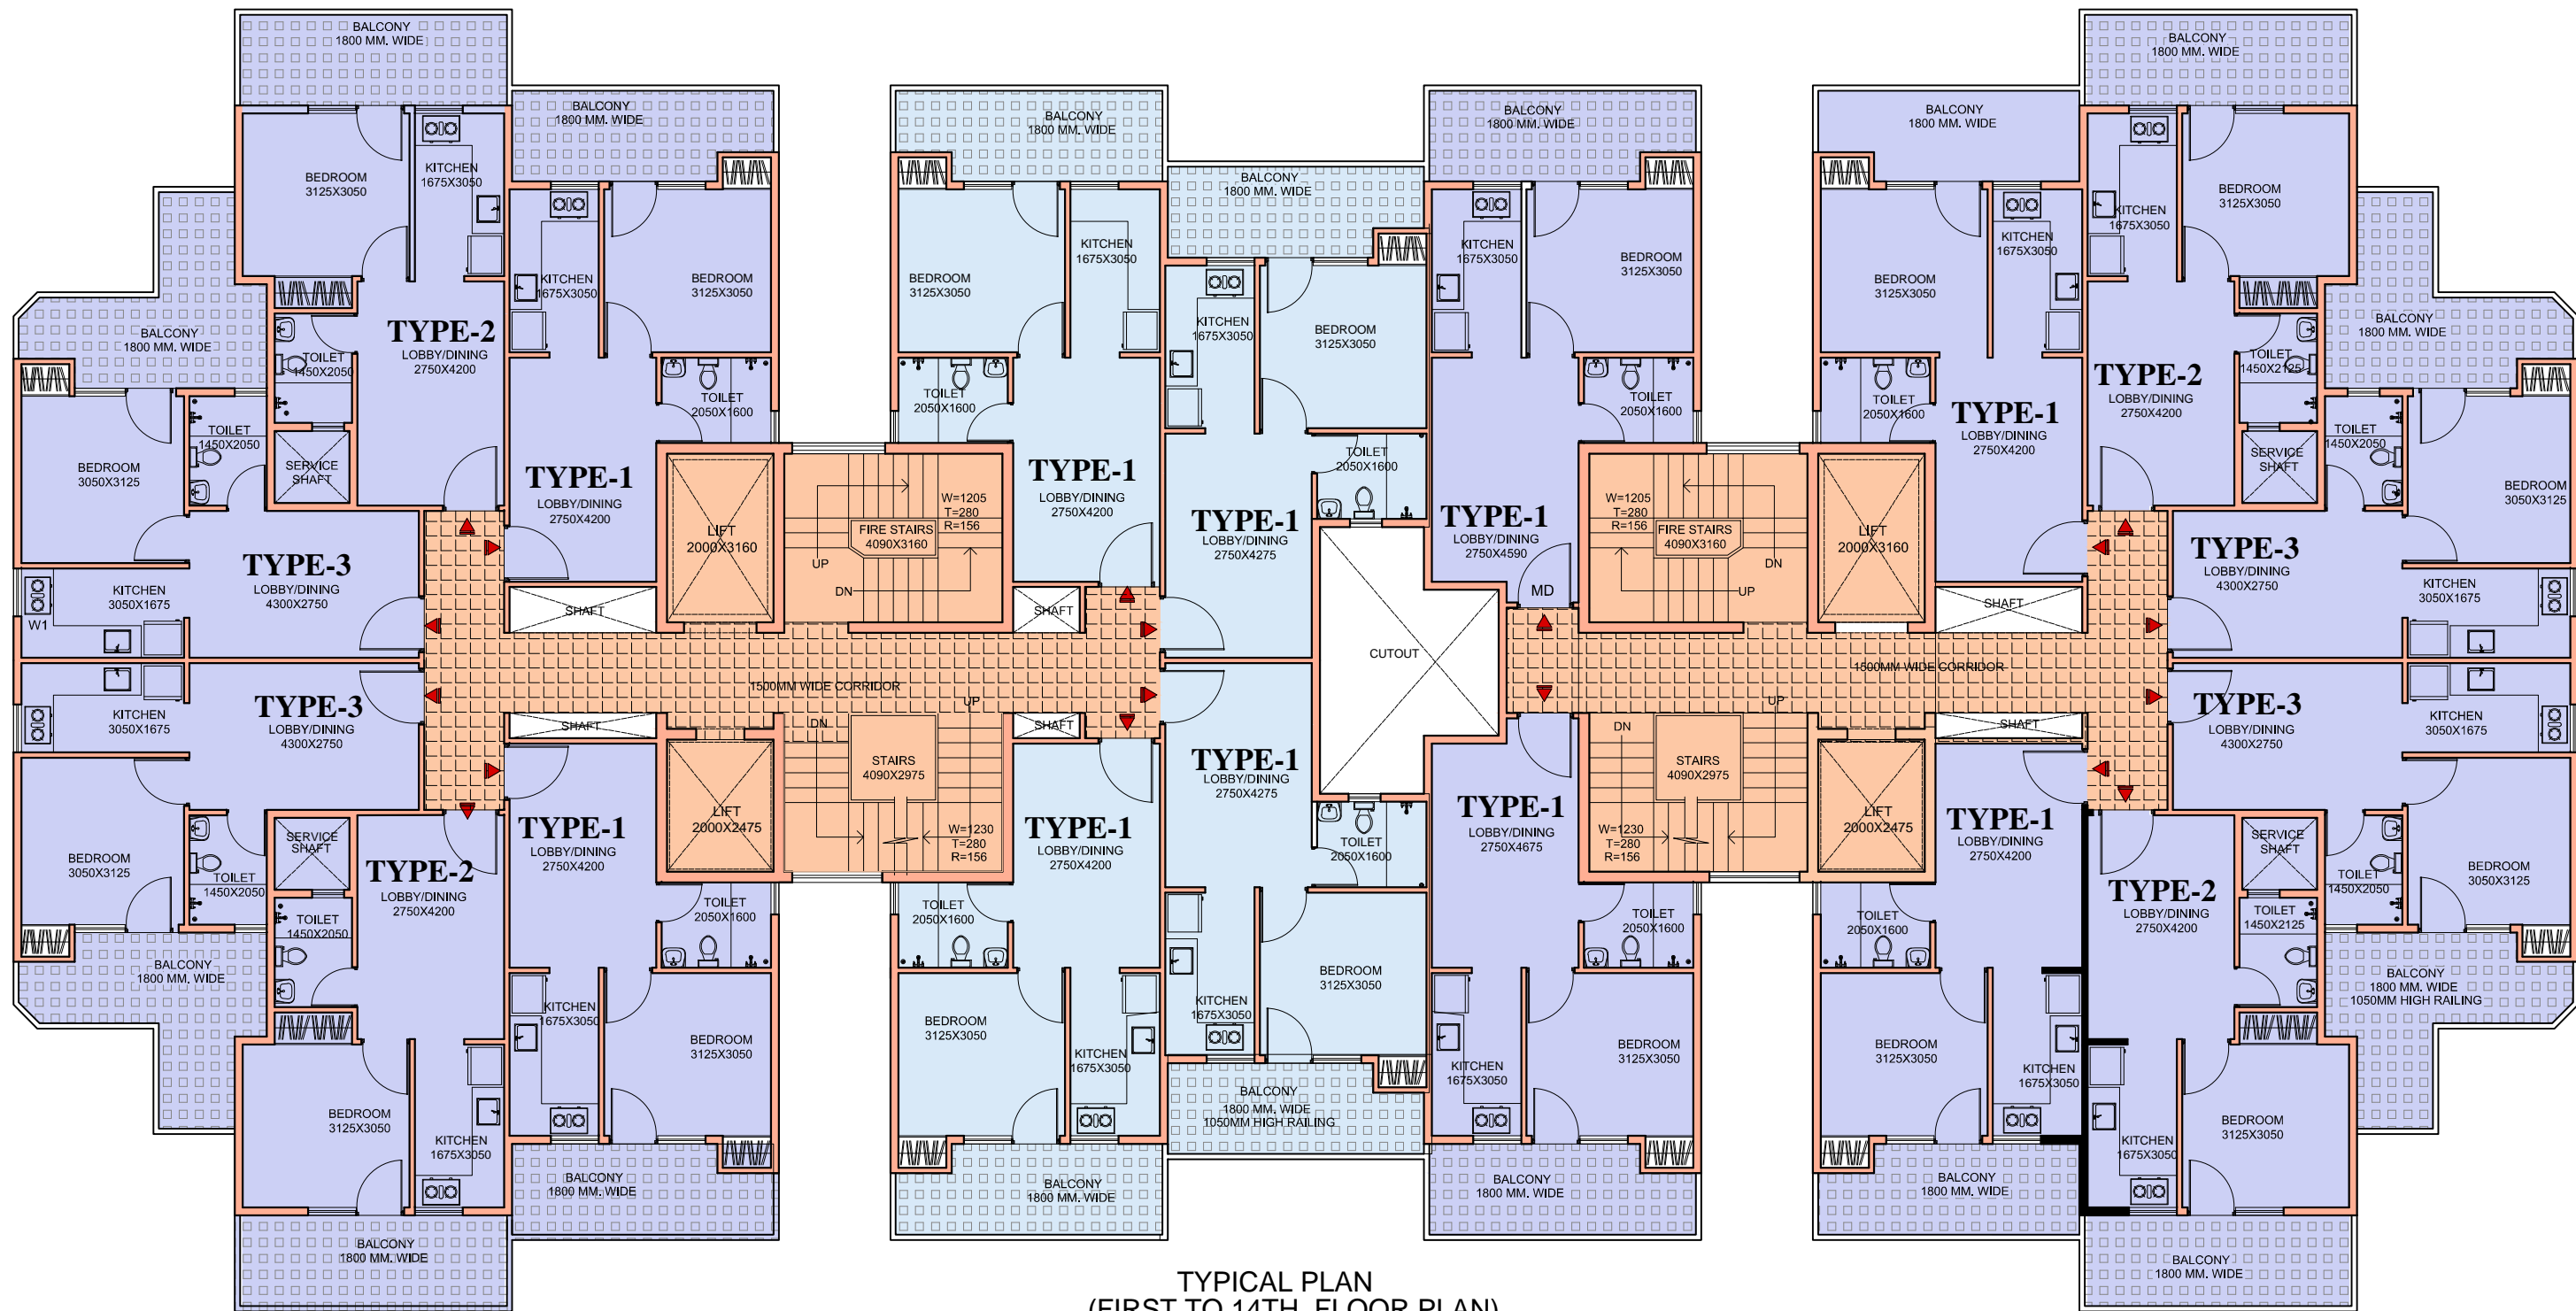 BALCONY
1800 MM. WIDE
BALCONY
1800 MM. WIDE
BALCONY
1800 MM. WIDE
BALCONY
1800 MM. WIDE
BALCONY
1800 MM. WIDE
BALCONY
1800 MM. WIDE
BALCONY
1800 MM. WIDE
BEDROOM
3125X3050
KITCHEN
1675X3050
KITCHEN
1675X3050
BEDROOM
3125X3050
BEDROOM
3125X3050
KITCHEN
1675X3050
KITCHEN
1675X3050
BEDROOM
3125X3050
KITCHEN
1675X3050
BEDROOM
3125X3050
BEDROOM
3125X3050
KITCHEN
1675X3050
KITCHEN
1675X3050
BEDROOM
3125X3050
BALCONY
1800 MM. WIDE
BALCONY
1800 MM. WIDE
TYPE-2
LOBBY/DINING
2750X4200
TOILET
1450X2050
TOILET
2050X1600
TOILET
2050X1600
TOILET
2050X1600
TOILET
2050X1600
TOILET
2050X1600
TYPE-2
LOBBY/DINING
2750X4200
TOILET
1450X2125
TOILET
1450X2050
SERVICE
SHAFT
BEDROOM
3050X3125
TYPE-1
LOBBY/DINING
2750X4200
TYPE-1
LOBBY/DINING
2750X4200
TYPE-1
LOBBY/DINING
2750X4275
TYPE-1
LOBBY/DINING
2750X4590
TYPE-1
LOBBY/DINING
2750X4200
TOILET
1450X2050
SERVICE
SHAFT
BEDROOM
3050X3125
LIFT
2000X3160
W=1205
T=280
R=156
FIRE STAIRS
4090X3160
UP
DN
W=1205
T=280
R=156
FIRE STAIRS
4090X3160
DN
UP
LIFT
2000X3160
TYPE-3
LOBBY/DINING
4300X2750
KITCHEN
3050X1675
W1
SHAFT
SHAFT
MD
SHAFT
TYPE-3
LOBBY/DINING
4300X2750
KITCHEN
3050X1675
CUTOUT
1500MM WIDE CORRIDOR
1500MM WIDE CORRIDOR
KITCHEN
3050X1675
TYPE-3
LOBBY/DINING
4300X2750
SHAFT
SHAFT
SHAFT
TYPE-3
LOBBY/DINING
4300X2750
KITCHEN
3050X1675
LIFT
2000X2475
UP
DN
STAIRS
4090X2975
W=1230
T=280
R=156
UP
DN
STAIRS
4090X2975
W=1230
T=280
R=156
LIFT
2000X2475
TYPE-1
LOBBY/DINING
2750X4275
BEDROOM
3050X3125
SERVICE
SHAFT
TOILET
1450X2050
TYPE-2
LOBBY/DINING
2750X4200
TYPE-1
LOBBY/DINING
2750X4200
TYPE-1
LOBBY/DINING
2750X4200
TYPE-1
LOBBY/DINING
2750X4675
TYPE-1
LOBBY/DINING
2750X4200
TYPE-2
LOBBY/DINING
2750X4200
SERVICE
SHAFT
TOILET
1450X2050
BEDROOM
3050X3125
TOILET
1450X2050
TOILET
2050X1600
TOILET
2050X1600
TOILET
2050X1600
TOILET
2050X1600
TOILET
2050X1600
TOILET
1450X2125
BALCONY
1800 MM. WIDE
BALCONY
1800 MM. WIDE
1050MM HIGH RAILING
KITCHEN
1675X3050
BEDROOM
3125X3050
BEDROOM
3125X3050
KITCHEN
1675X3050
KITCHEN
1675X3050
BEDROOM
3125X3050
KITCHEN
1675X3050
BEDROOM
3125X3050
BEDROOM
3125X3050
KITCHEN
1675X3050
BEDROOM
3125X3050
KITCHEN
1675X3050
KITCHEN
1675X3050
BEDROOM
3125X3050
BALCONY
1800 MM. WIDE
1050MM HIGH RAILING
BALCONY
1800 MM. WIDE
BALCONY
1800 MM. WIDE
BALCONY
1800 MM. WIDE
BALCONY
1800 MM. WIDE
BALCONY
1800 MM. WIDE
BALCONY
1800 MM. WIDE
TYPICAL PLAN
(FIRST TO 14TH. FLOOR PLAN)